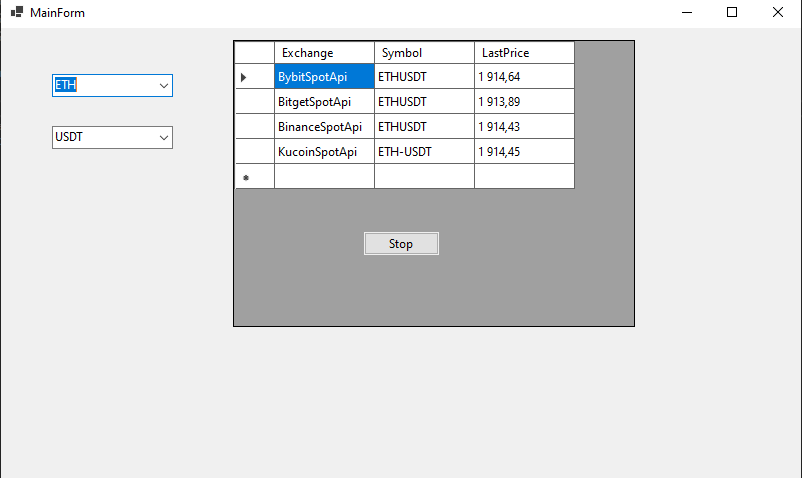 MainForm
ETH
USDT
Exchange Symbol LastPrice
BybitSpotApi ETHUSDT 1 914,64
BitgetSpotApi ETHUSDT 1 913,89
BinanceSpotApi ETHUSDT 1 914,43
KucoinSpotApi ETH-USDT 1 914,45
Stop